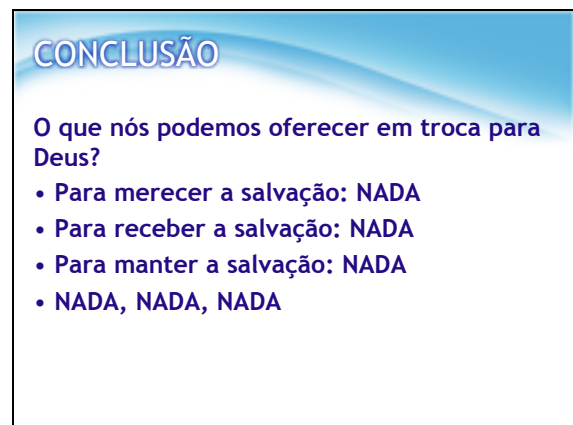 CONCLUSÃO
O que nós podemos oferecer em troca para
Deus?
• Para merecer a salvação: NADA
• Para receber a salvação: NADA
• Para manter a salvação: NADA
• NADA, NADA, NADA